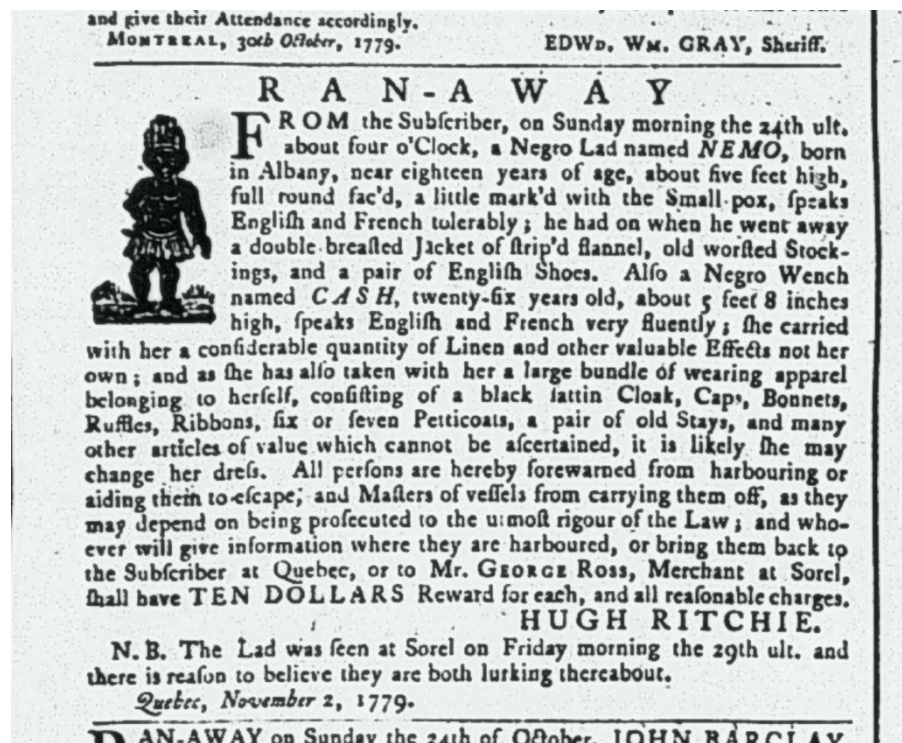 and give their Attendance accordingly.
MONTREAL, 30th October, 1779.
EDWD. WM. GRAY, Sheriff.
RAN-AWAY
FROM the Subſcriber, on Sunday morning the 24th ult.
about four o'Clock, a Negro Lad named NEMO, born
in Albany, near eighteen years of age, about five feet high,
full round fac'd, a little mark'd with the Small-pox, ſpeaks
Engliſh and French tolerably; he had on when he went away
a double-breaſted Jacket of ſtrip'd flannel, old worſted Stock-
ings, and a pair of Engliſh Shoes. Alſo a Negro Wench
named CASH, twenty-ſix years old, about 5 feet 8 inches
high, ſpeaks Engliſh and French very fluently; ſhe carried
with her a conſiderable quantity of Linen and other valuable Effects not her
own; and as ſhe has alſo taken with her a large bundle of wearing apparel
belonging to herſelf, conſiſting of a black ſattin Cloak, Caps, Bonnets,
Ruffles, Ribbons, ſix or ſeven Petticoats, a pair of old Stays, and many
other articles of value which cannot be aſcertained, it is likely ſhe may
change her dreſs. All perſons are hereby forewarned from harbouring or
aiding them to eſcape, and Maſters of veſſels from carrying them off, as they
may depend on being proſecuted to the utmoſt rigour of the Law; and who-
ever will give information where they are harboured, or bring them back to
the Subſcriber at Quebec, or to Mr. GEORGE ROSS, Merchant at Sorel,
ſhall have TEN DOLLARS Reward for each, and all reaſonable charges.
HUGH RITCHIE.
N. B. The Lad was ſeen at Sorel on Friday morning the 29th ult. and
there is reaſon to believe they are both lurking thereabout.
Quebec, November 2, 1779.
RAN-AWAY on Sunday the 24th of October, JOHN BARCLAY